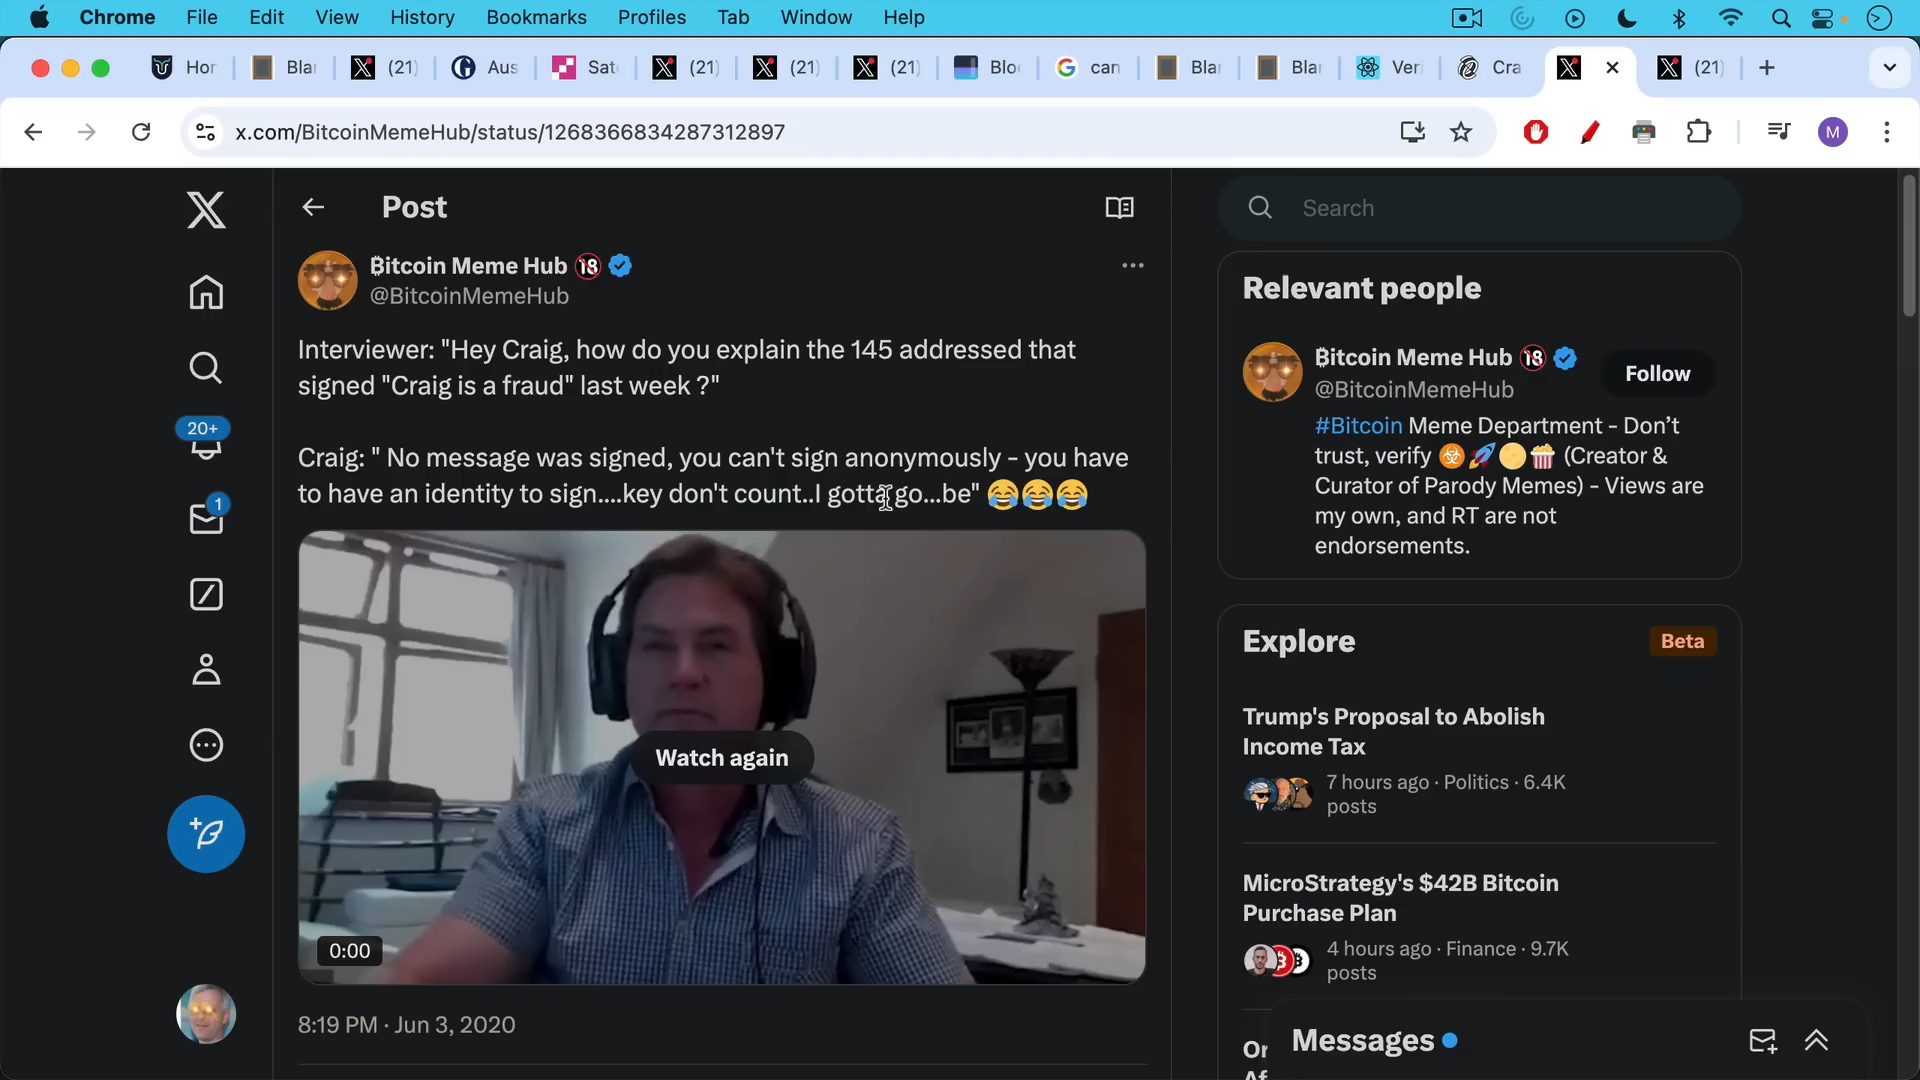 Chrome File Edit View History Bookmarks Profiles Tab Window Help
Hor Blar (21) Aus Sato (21) (21) (21) Blo can Blar Blar Veri Cra (21)
x.com/BitcoinMemeHub/status/1268366834287312897 M
Post
Search
₿itcoin Meme Hub 🔞
@BitcoinMemeHub
Interviewer: "Hey Craig, how do you explain the 145 addressed that
signed "Craig is a fraud" last week ?"
Craig: " No message was signed, you can't sign anonymously - you have
to have an identity to sign....key don't count..I gotta go...be" 😂😂😂
Watch again
0:00
8:19 PM · Jun 3, 2020
20+
1
Relevant people
₿itcoin Meme Hub 🔞
@BitcoinMemeHub
Follow
#Bitcoin Meme Department - Don’t
trust, verify ☣️🚀🌕🍿 (Creator &
Curator of Parody Memes) - Views are
my own, and RT are not
endorsements.
Explore Beta
Trump's Proposal to Abolish
Income Tax
7 hours ago · Politics · 6.4K
posts
MicroStrategy's $42B Bitcoin
Purchase Plan
4 hours ago · Finance · 9.7K
posts
Messages